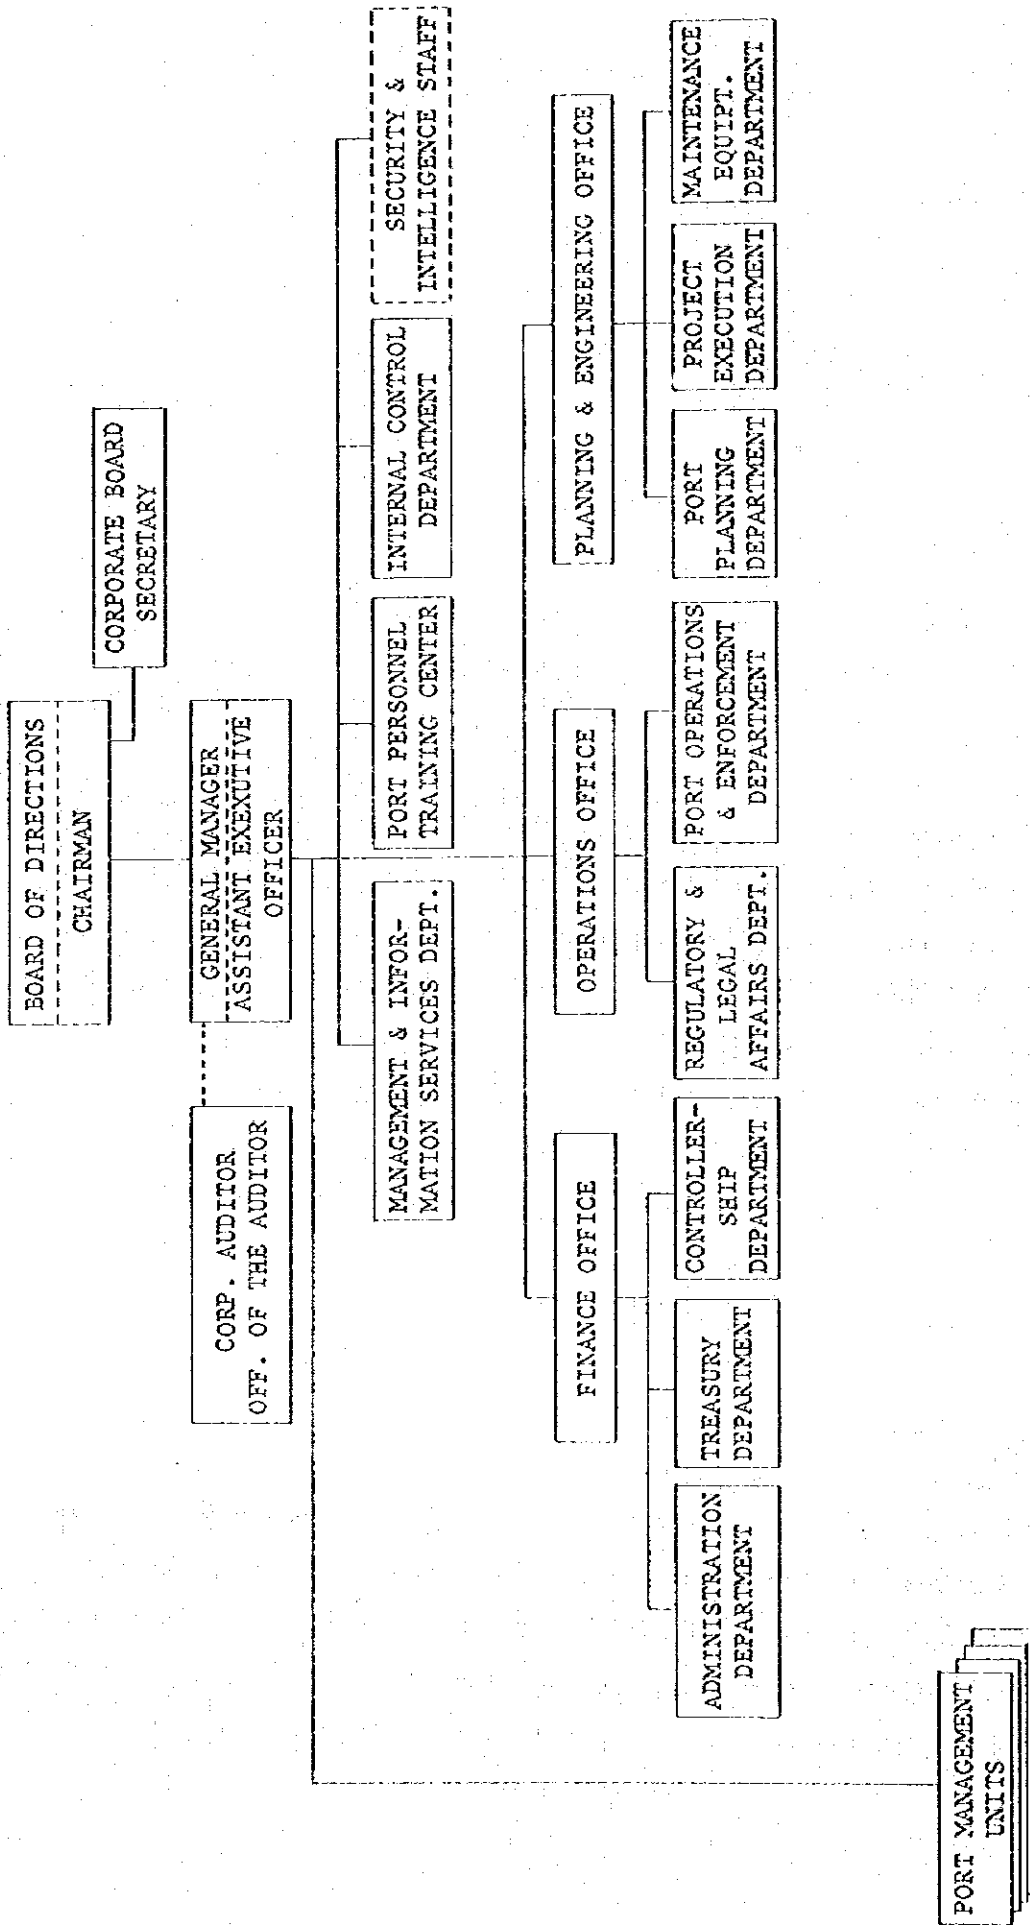 BOARD OF DIRECTIONS
CHAIRMAN
CORPORATE BOARD
SECRETARY
CORP. AUDITOR
OFF. OF THE AUDITOR
GENERAL MANAGER
ASSISTANT EXEXUTIVE
OFFICER
MANAGEMENT & INFOR-
MATION SERVICES DEPT.
PORT PERSONNEL
TRAINING CENTER
INTERNAL CONTROL
DEPARTMENT
SECURITY &
INTELLIGENCE STAFF
FINANCE OFFICE
OPERATIONS OFFICE
PLANNING & ENGINEERING OFFICE
ADMINISTRATION
DEPARTMENT
TREASURY
DEPARTMENT
CONTROLLER-
SHIP
DEPARTMENT
REGULATORY &
LEGAL
AFFAIRS DEPT.
PORT OPERATIONS
& ENFORCEMENT
DEPARTMENT
PORT
PLANNING
DEPARTMENT
PROJECT
EXECUTION
DEPARTMENT
MAINTENANCE
EQUIPT.
DEPARTMENT
PORT MANAGEMENT
UNITS